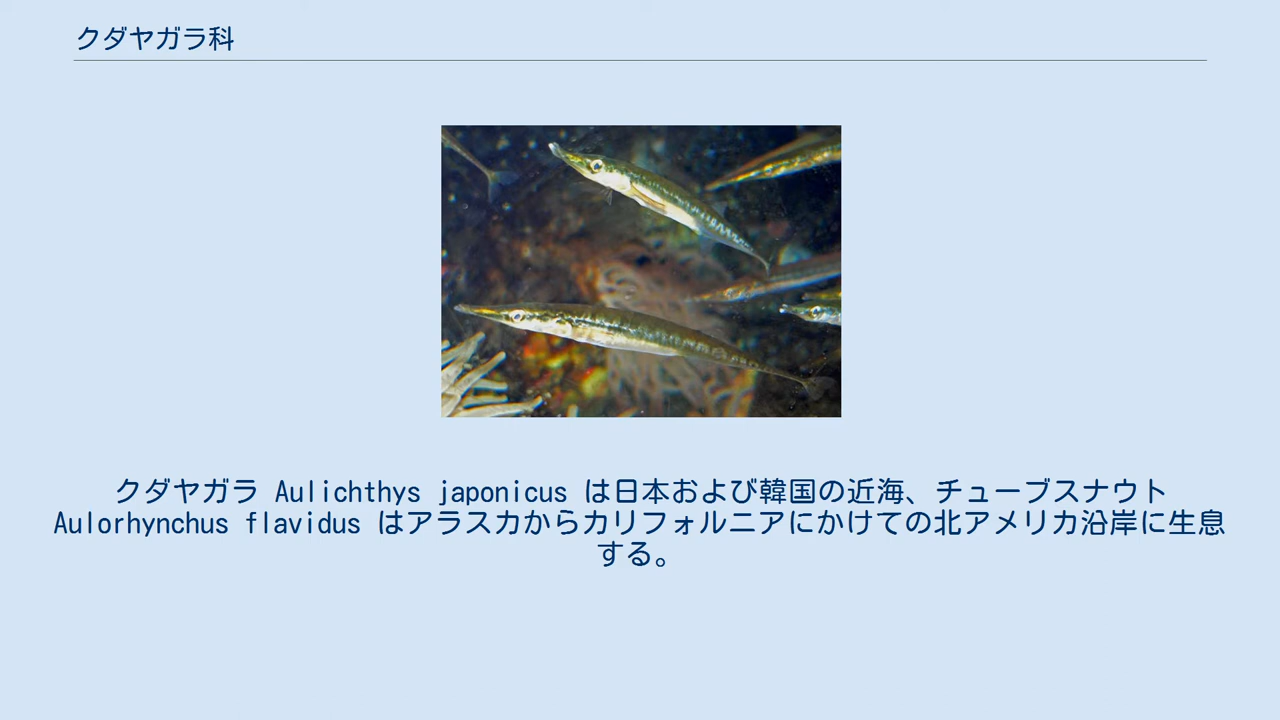 クダヤガラ科
クダヤガラ Aulichthys japonicus は日本および韓国の近海、チューブスナウト
Aulorhynchus flavidus はアラスカからカリフォルニアにかけての北アメリカ沿岸に生息
する。